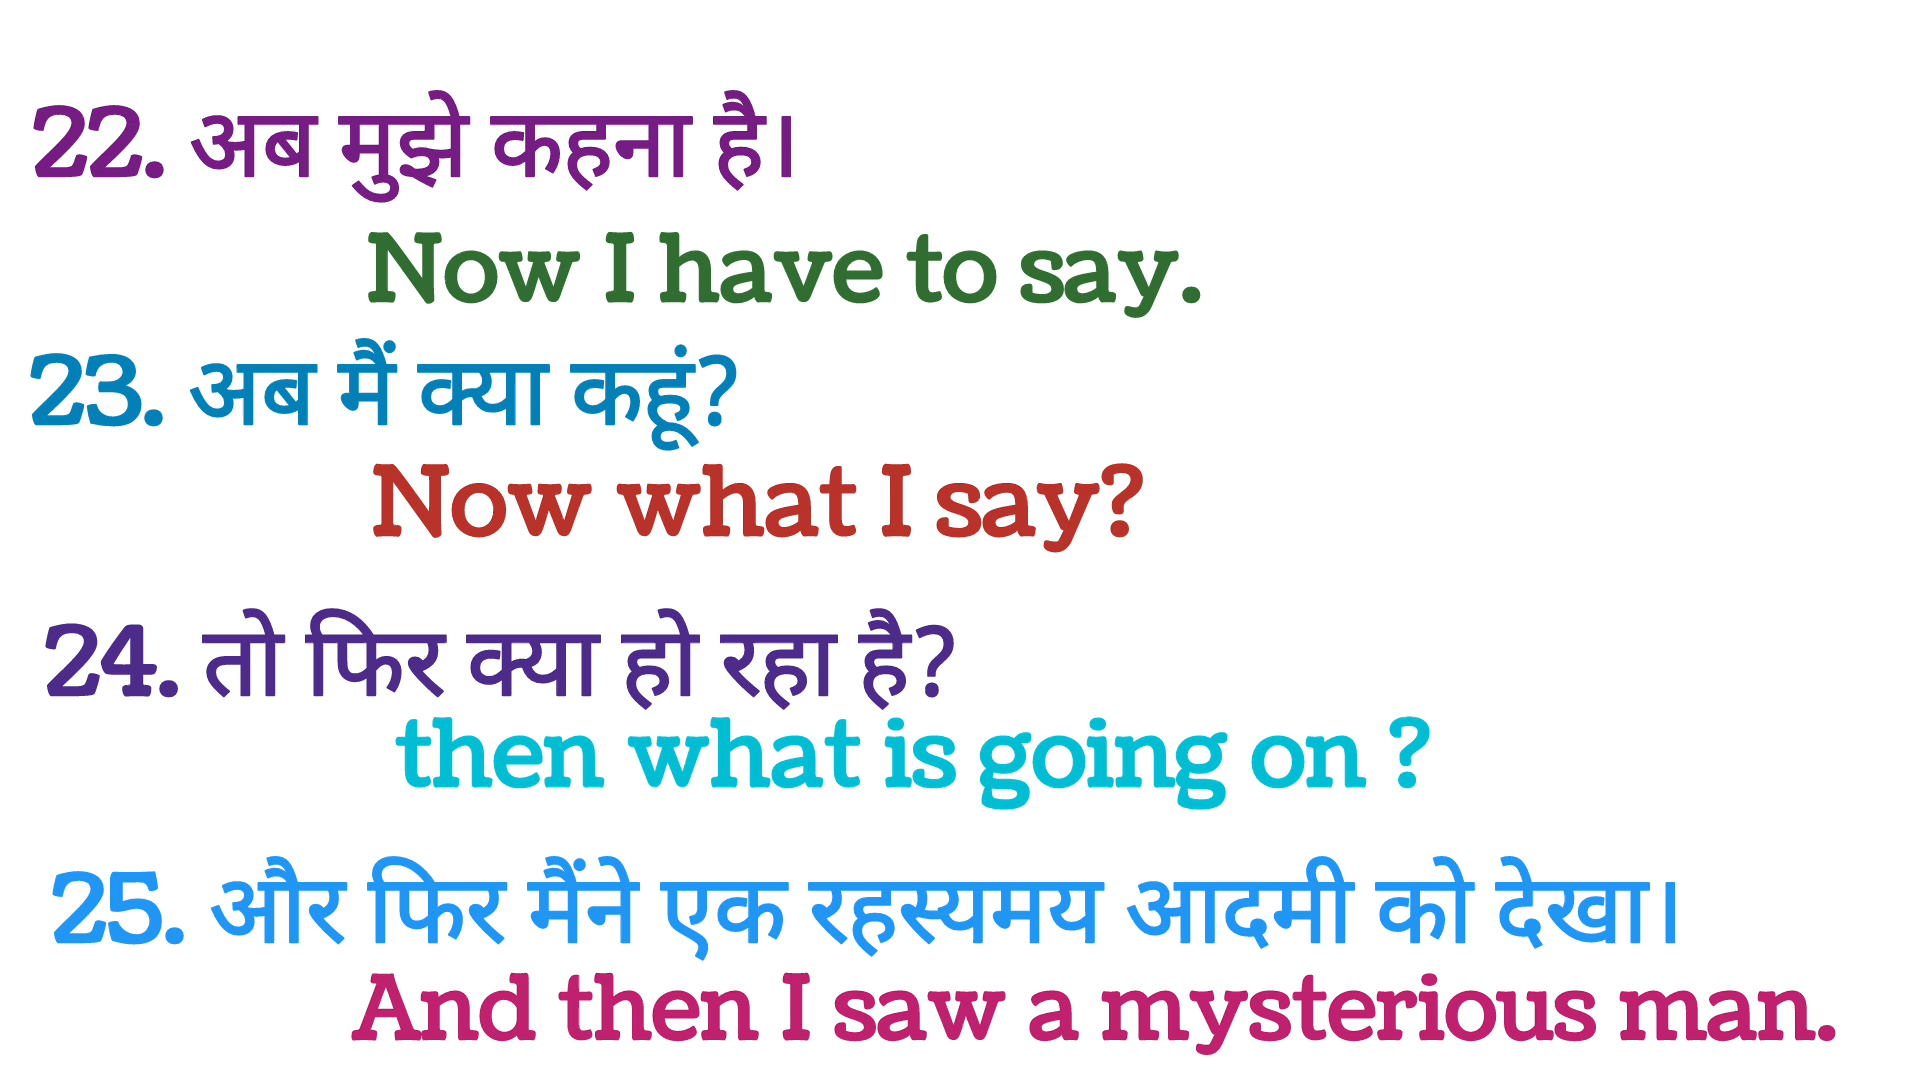 22. अब मुझे कहना है।
Now I have to say.
23. अब मैं क्या कहूं?
Now what I say?
24. तो फिर क्या हो रहा है?
then what is going on ?
25. और फिर मैंने एक रहस्यमय आदमी को देखा।
And then I saw a mysterious man.